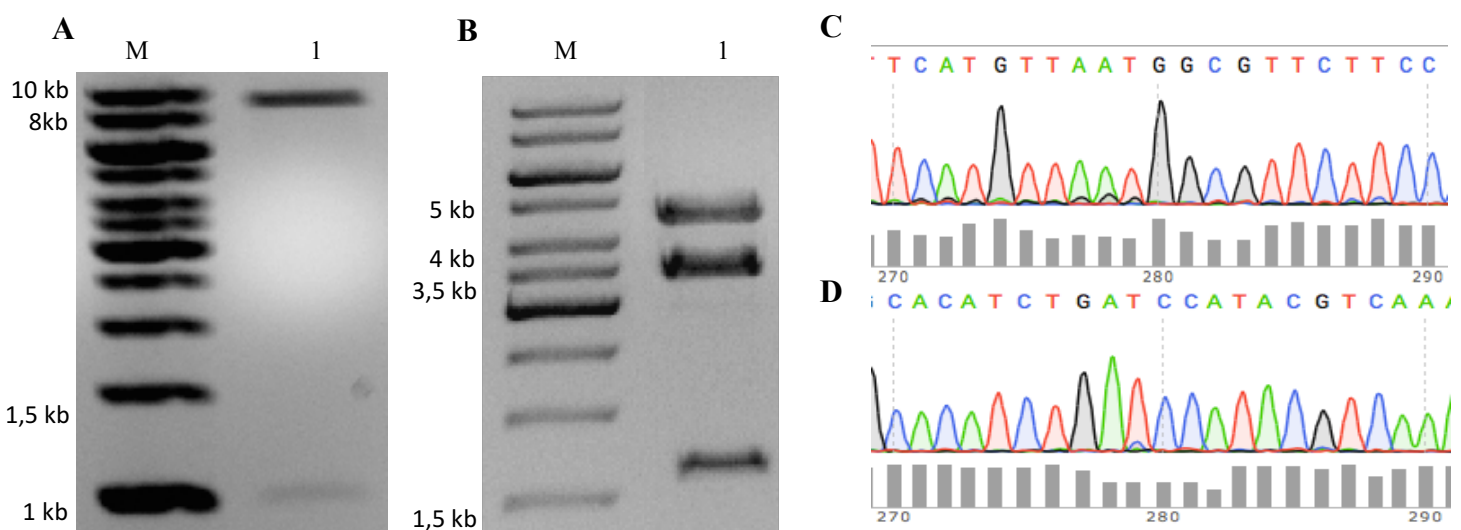 A
M 1
10 kb
8kb
1,5 kb
1 kb
B
M 1
5 kb
4 kb
3,5 kb
1,5 kb
C
T C A T G T T A A T G G C G T T C T T C C
270 280 290
D
C A C A T C T G A T C C A T A C G T C A A
270 280 290